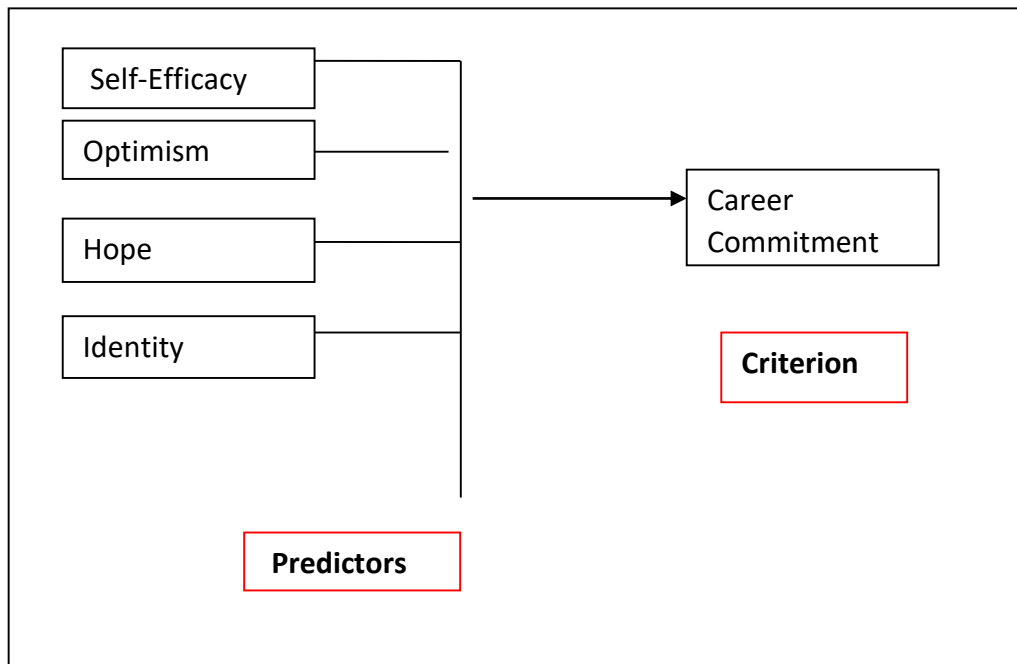 Self-Efficacy
Optimism
Hope
Identity
Career
Commitment
Criterion
Predictors